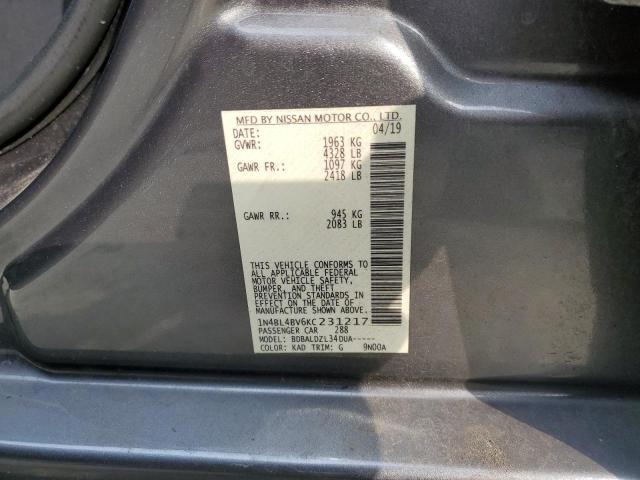 MFD BY NISSAN MOTOR CO., LTD.
DATE: 04/19
GVWR: 1963 KG
4328 LB
GAWR FR.: 1097 KG
2418 LB
GAWR RR.: 945 KG
2083 LB
THIS VEHICLE CONFORMS TO
ALL APPLICABLE FEDERAL
MOTOR VEHICLE SAFETY,
BUMPER, AND THEFT
PREVENTION STANDARDS IN
EFFECT ON THE DATE OF
MANUFACTURE SHOWN ABOVE.
1N4BL4BV6KC231217
PASSENGER CAR 288
MODEL: BDBALDZL34DUA-----
COLOR: KAD TRIM: G 9N00A